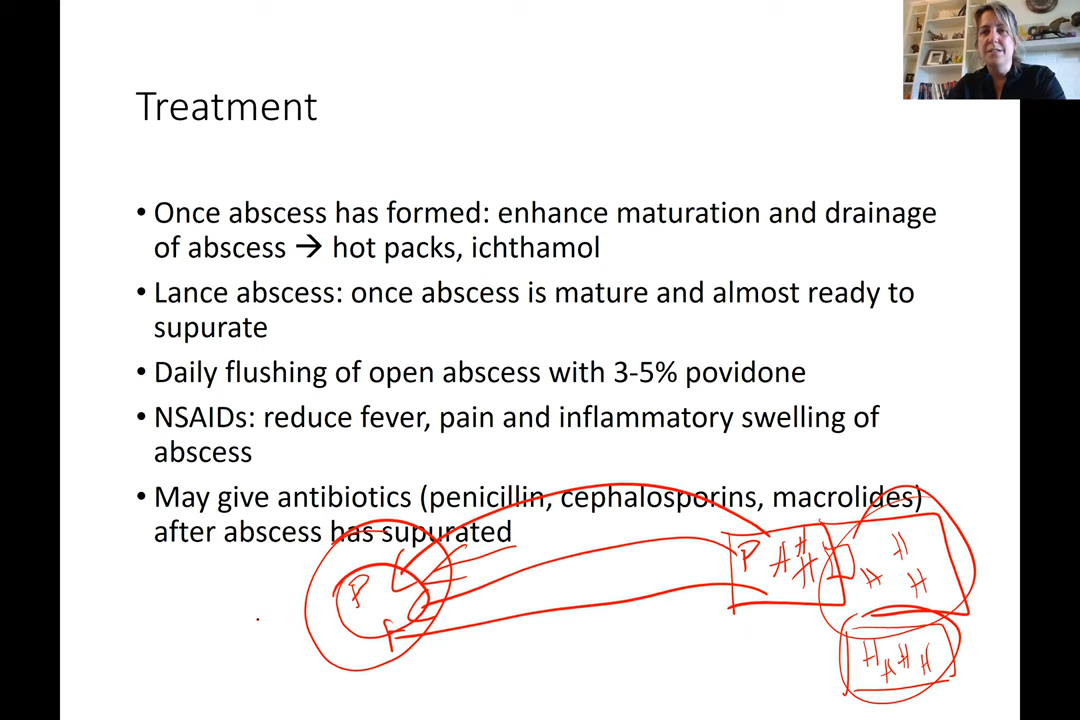 Treatment
• Once abscess has formed: enhance maturation and drainage
of abscess → hot packs, ichthamol
• Lance abscess: once abscess is mature and almost ready to
supurate
• Daily flushing of open abscess with 3-5% povidone
• NSAIDs: reduce fever, pain and inflammatory swelling of
abscess
• May give antibiotics (penicillin, cephalosporins, macrolides)
after abscess has supurated
P
P
H
H
H
H
H